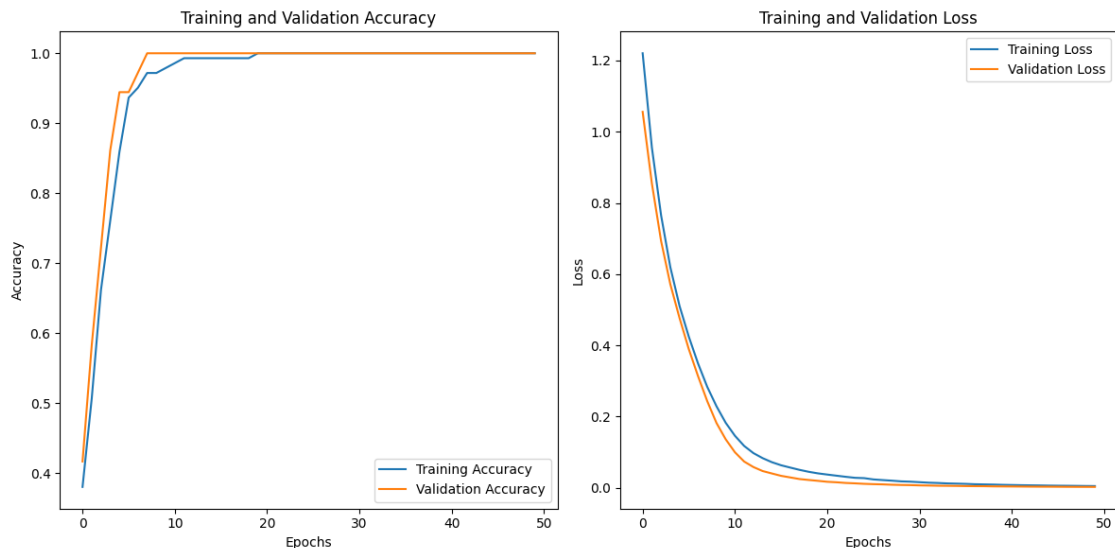 Training and Validation Accuracy
1.0
0.9
0.8
0.7
0.6
0.5
0.4
Accuracy
Training Accuracy
Validation Accuracy
0
10
20
30
40
50
Epochs
Training and Validation Loss
Training Loss
Validation Loss
1.2
1.0
0.8
0.6
0.4
0.2
0.0
Loss
0
10
20
30
40
50
Epochs